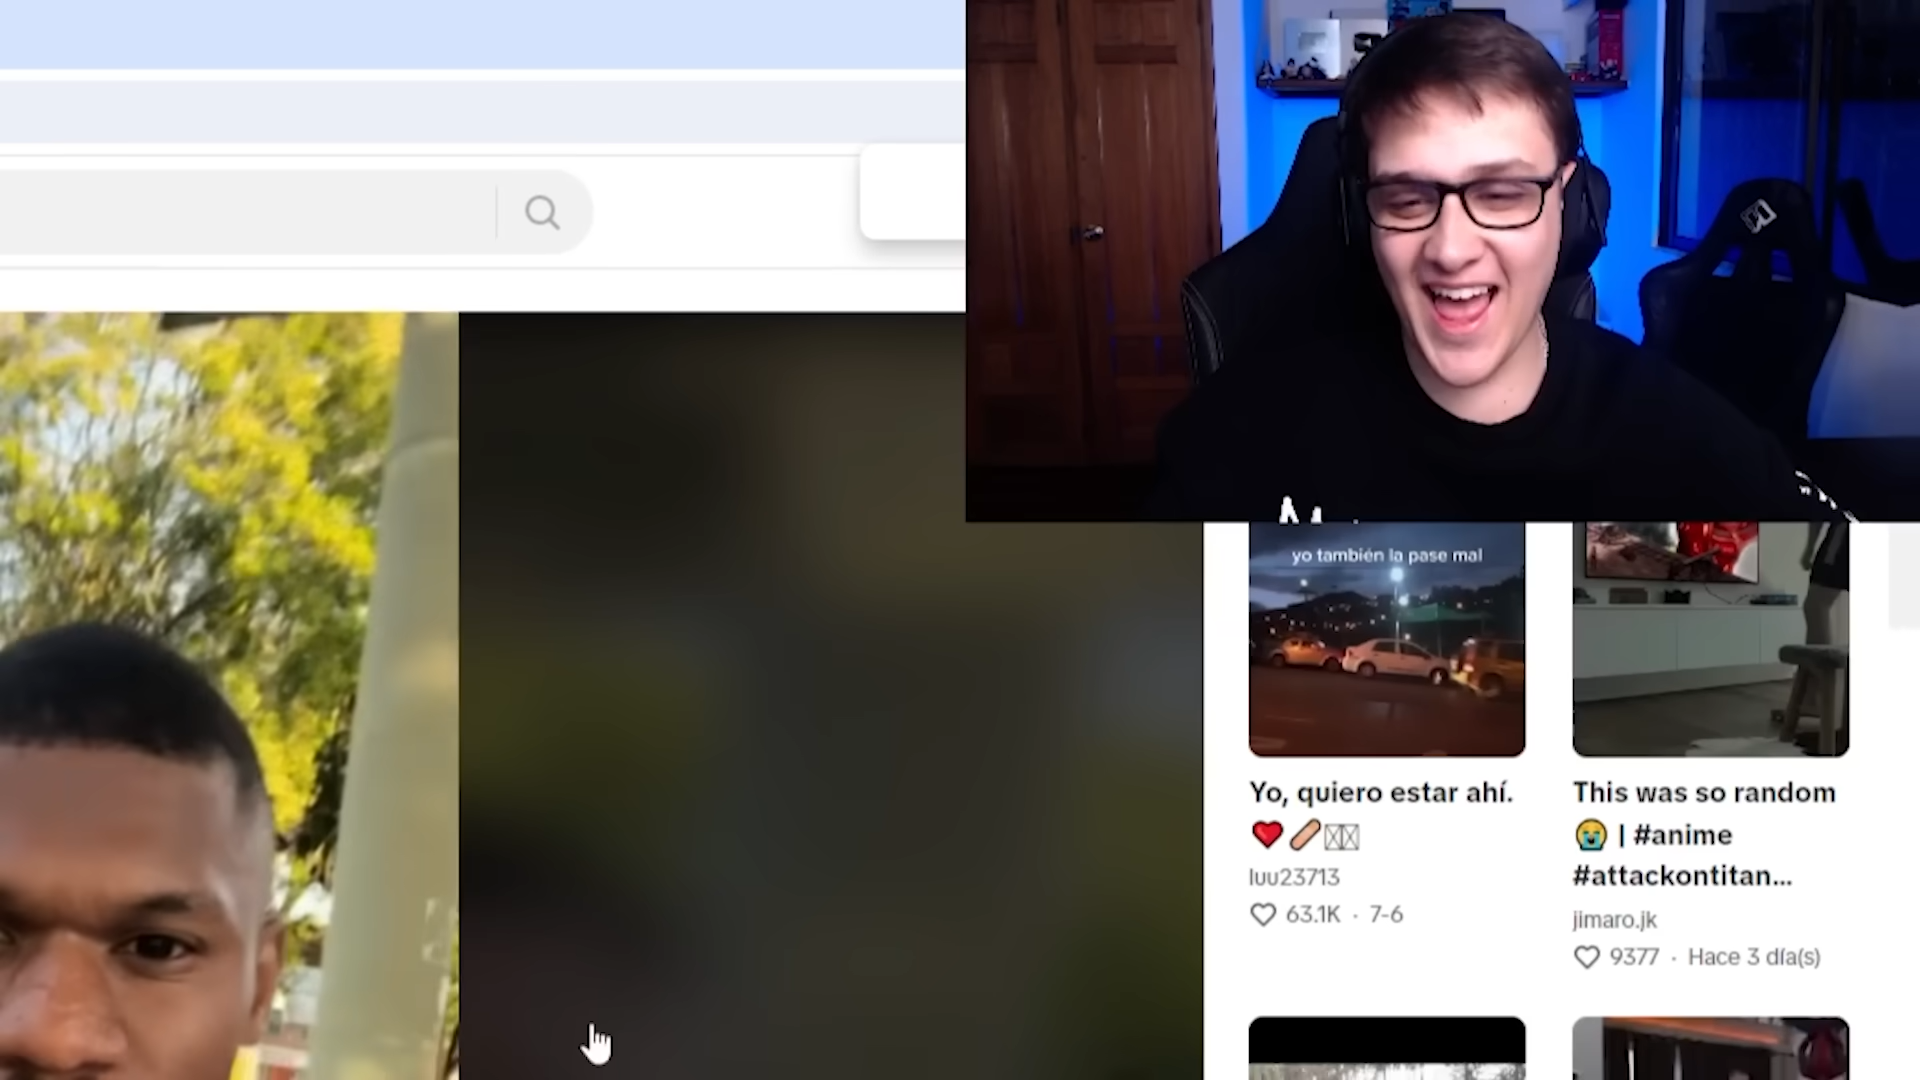 yo también la pase mal
Yo, quiero estar ahí.
❤️🩹
luu23713
63.1K · 7-6
This was so random
😭 | #anime
#attackontitan...
jimaro.jk
9377 · Hace 3 día(s)